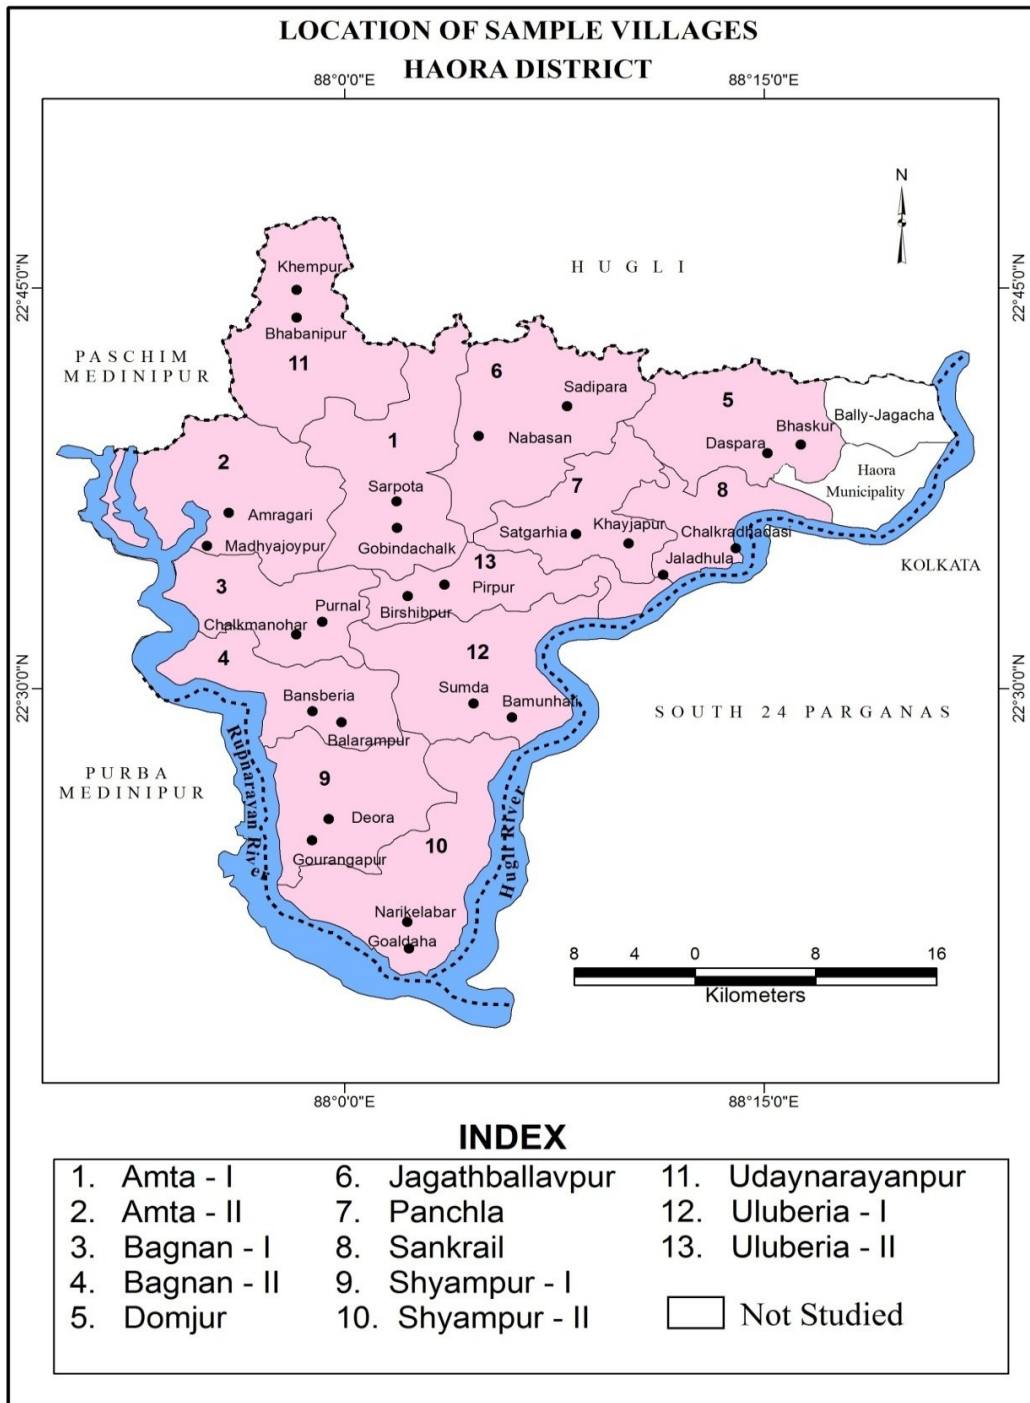 LOCATION OF SAMPLE VILLAGES
HAORA DISTRICT
88°0'0"E
88°15'0"E
N
22°45'0"N
22°45'0"N
HUGLI
Khempur
Bhabanipur
11
PASCHIM
MEDINIPUR
6
Sadipara
5
Bally-Jagacha
1
Nabasan
Daspara
Bhaskur
2
Haora
Municipality
Sarpota
7
8
Amragari
Satgarhia
Khayjapur
Chalkradhadasi
Madhyajoypur
Gobindachalk
13
Jaladhula
KOLKATA
3
Pirpur
Birshibpur
Purnal
Chalkmanohar
4
12
22°30'0"N
22°30'0"N
Bansberia
Sumda
Bamunhati
SOUTH 24 PARGANAS
Balarampur
Rupnarayan River
PURBA
MEDINIPUR
9
Hugli River
Deora
10
Gourangapur
Narikelabar
Goaldaha
8 4 0 8 16
Kilometers
88°0'0"E
88°15'0"E
INDEX
1. Amta - I
2. Amta - II
3. Bagnan - I
4. Bagnan - II
5. Domjur
6. Jagathballavpur
7. Panchla
8. Sankrail
9. Shyampur - I
10. Shyampur - II
11. Udaynarayanpur
12. Uluberia - I
13. Uluberia - II
Not Studied